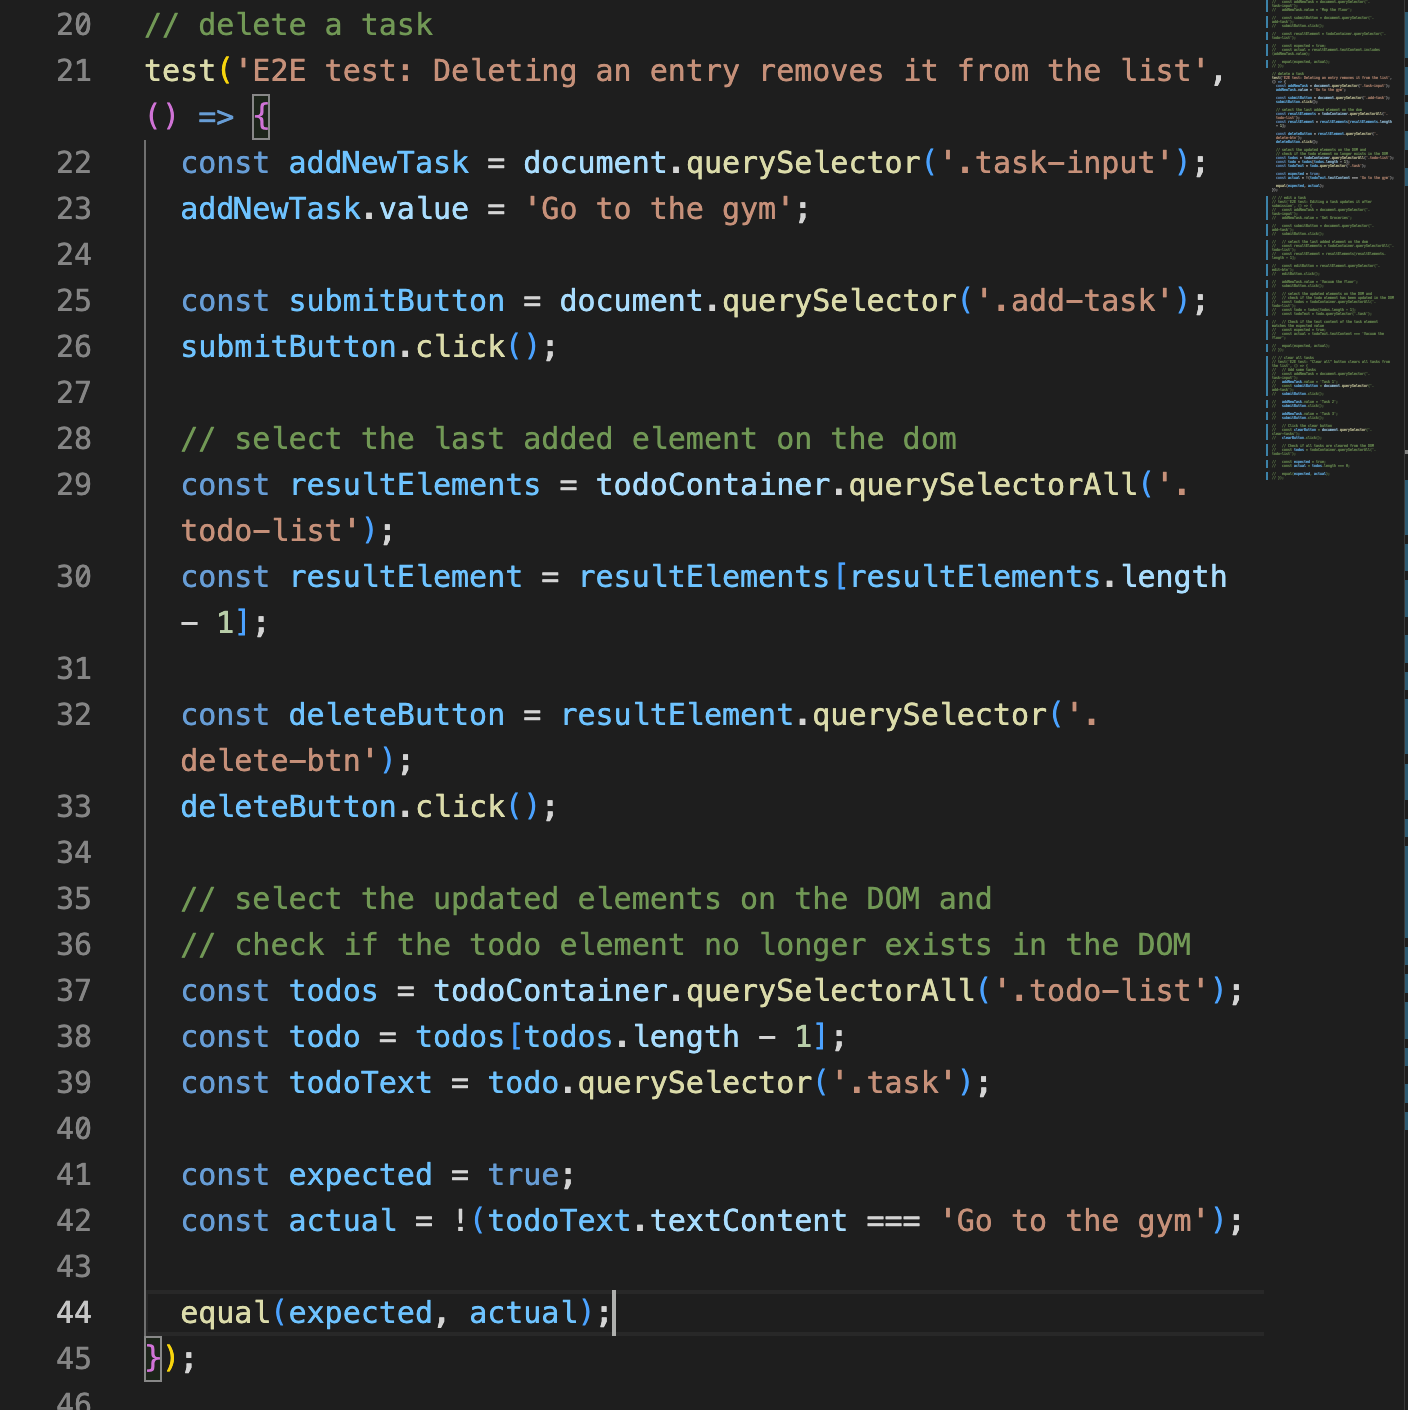 20 // delete a task
21 test('E2E test: Deleting an entry removes it from the list',
() => {
22 const addNewTask = document.querySelector('.task-input');
23 addNewTask.value = 'Go to the gym';
24
25 const submitButton = document.querySelector('.add-task');
26 submitButton.click();
27
28 // select the last added element on the dom
29 const resultElements = todoContainer.querySelectorAll('.
todo-list');
30 const resultElement = resultElements[resultElements.length
- 1];
31
32 const deleteButton = resultElement.querySelector('.
delete-btn');
33 deleteButton.click();
34
35 // select the updated elements on the DOM and
36 // check if the todo element no longer exists in the DOM
37 const todos = todoContainer.querySelectorAll('.todo-list');
38 const todo = todos[todos.length - 1];
39 const todoText = todo.querySelector('.task');
40
41 const expected = true;
42 const actual = !(todoText.textContent === 'Go to the gym');
43
44 equal(expected, actual);
45 });
46